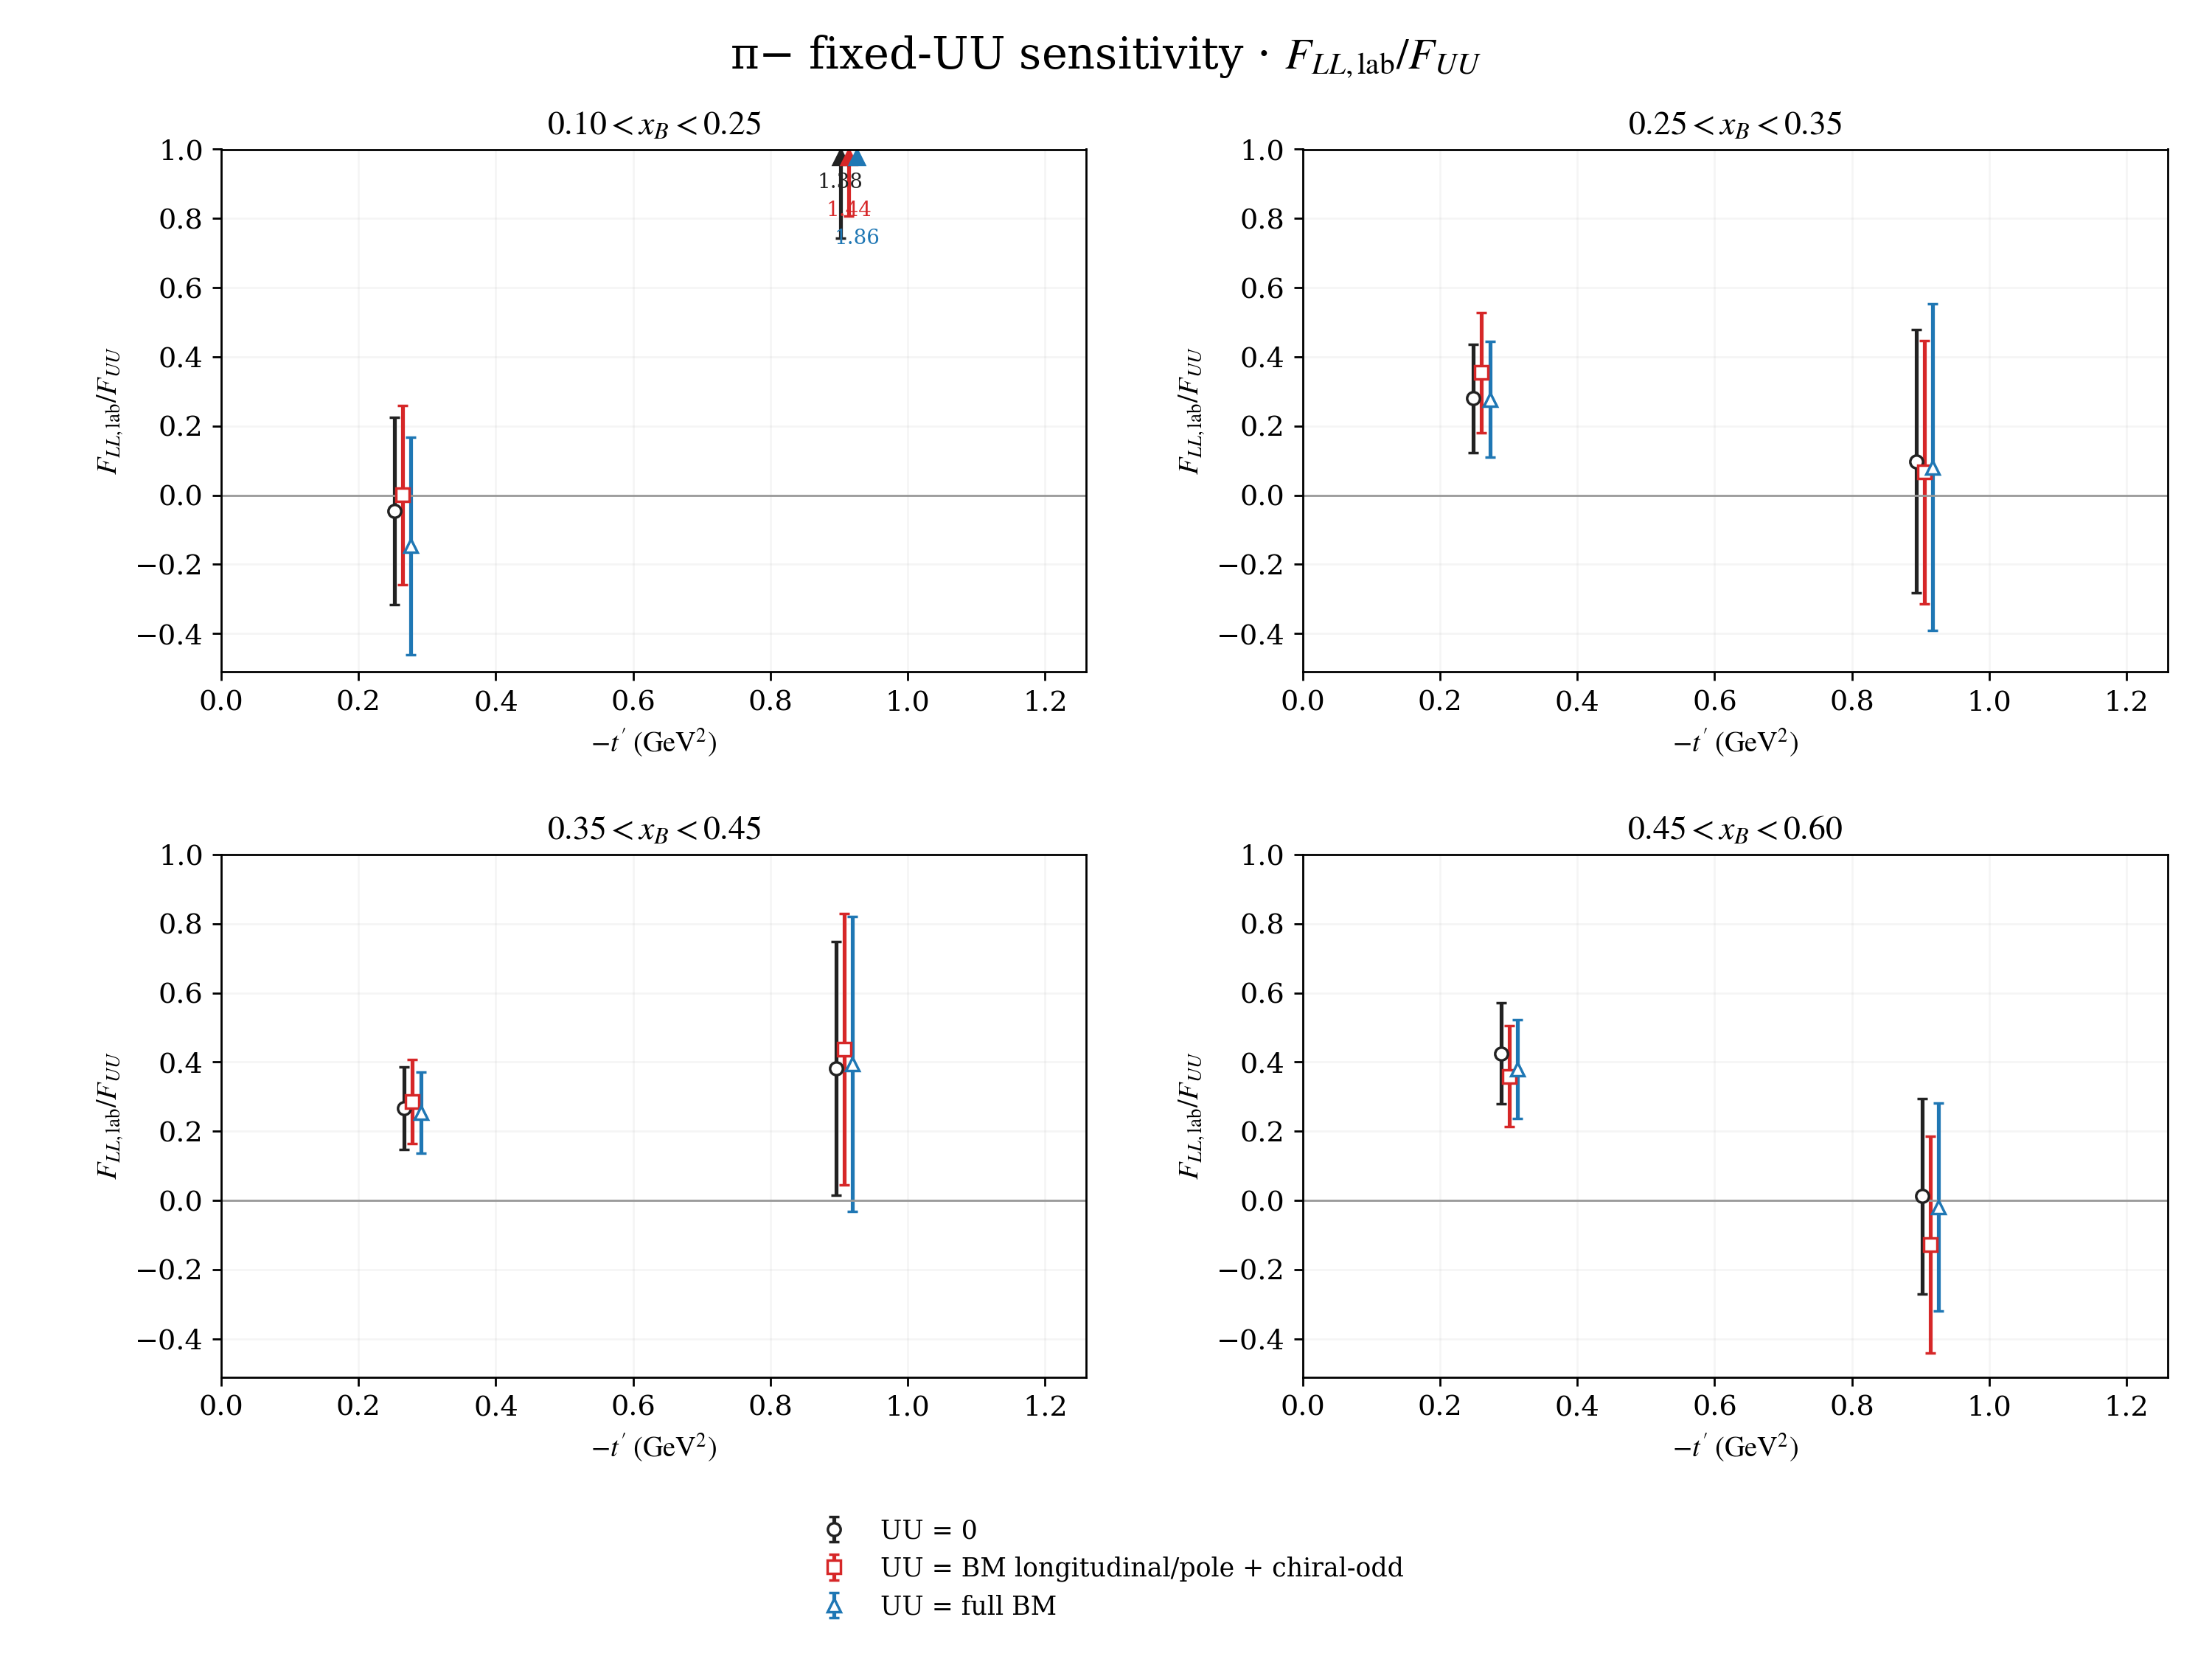 π− fixed-UU sensitivity · F_{LL, lab}/F_{UU}
0.10 < x_B < 0.25
1.0
0.8
0.6
0.4
0.2
0.0
−0.2
−0.4
F_{LL, lab}/F_{UU}
1.38
1.44
1.86
0.0 0.2 0.4 0.6 0.8 1.0 1.2
−t′ (GeV²)
0.25 < x_B < 0.35
1.0
0.8
0.6
0.4
0.2
0.0
−0.2
−0.4
F_{LL, lab}/F_{UU}
0.0 0.2 0.4 0.6 0.8 1.0 1.2
−t′ (GeV²)
0.35 < x_B < 0.45
1.0
0.8
0.6
0.4
0.2
0.0
−0.2
−0.4
F_{LL, lab}/F_{UU}
0.0 0.2 0.4 0.6 0.8 1.0 1.2
−t′ (GeV²)
0.45 < x_B < 0.60
1.0
0.8
0.6
0.4
0.2
0.0
−0.2
−0.4
F_{LL, lab}/F_{UU}
0.0 0.2 0.4 0.6 0.8 1.0 1.2
−t′ (GeV²)
UU = 0
UU = BM longitudinal/pole + chiral-odd
UU = full BM